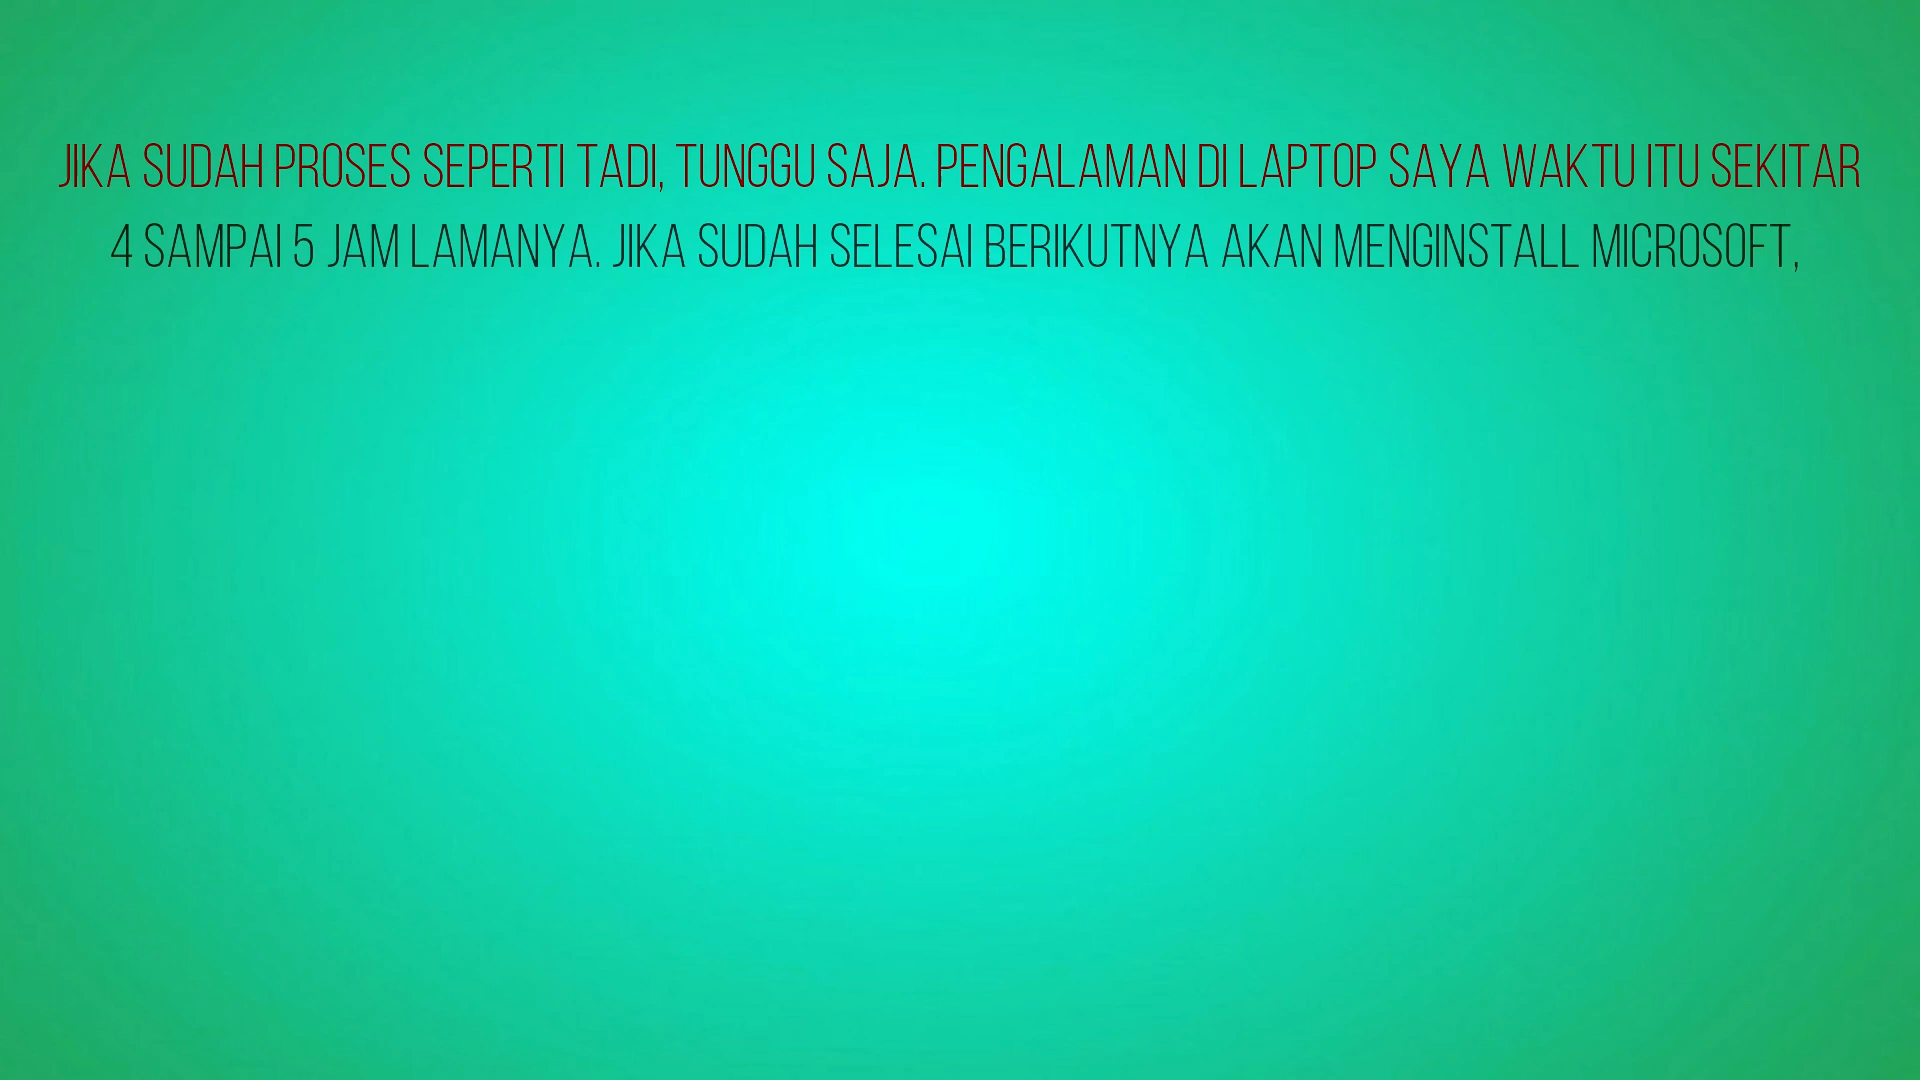 JIKA SUDAH PROSES SEPERTI TADI, TUNGGU SAJA. PENGALAMAN DI LAPTOP SAYA WAKTU ITU SEKITAR
4 SAMPAI 5 JAM LAMANYA. JIKA SUDAH SELESAI BERIKUTNYA AKAN MENGINSTALL MICROSOFT,